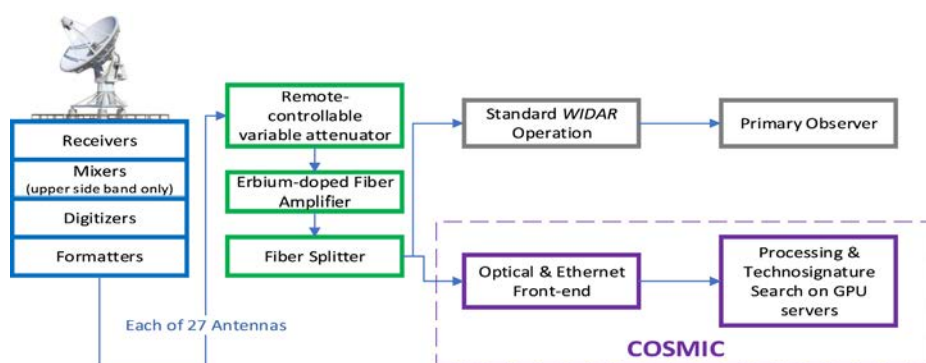 Receivers
Mixers
(upper side band only)
Digitizers
Formatters
Each of 27 Antennas
Remote-
controllable
variable attenuator
Erbium-doped Fiber
Amplifier
Fiber Splitter
Standard WIDAR
Operation
Primary Observer
Optical & Ethernet
Front-end
Processing &
Technosignature
Search on GPU
servers
COSMIC